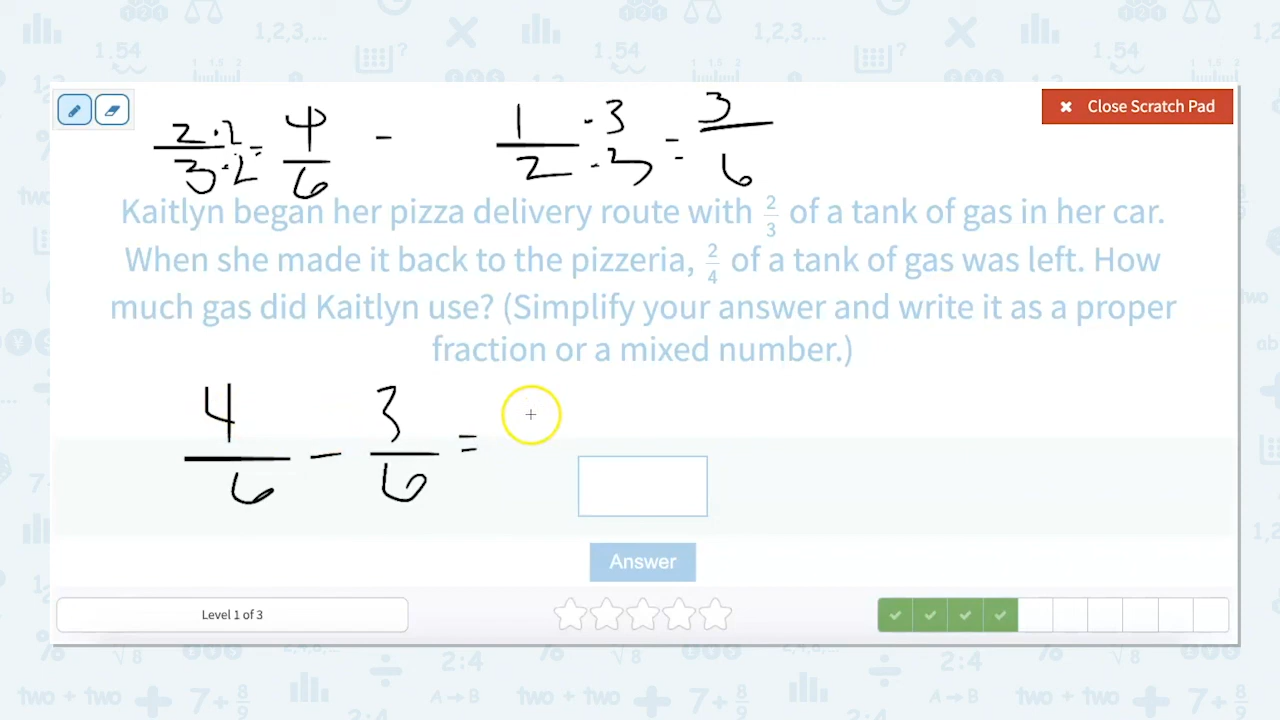 Close Scratch Pad
2·2/3·2 = 4/6 - 1·3/2·3 = 3/6
Kaitlyn began her pizza delivery route with 2/3 of a tank of gas in her car.
When she made it back to the pizzeria, 2/4 of a tank of gas was left. How
much gas did Kaitlyn use? (Simplify your answer and write it as a proper
fraction or a mixed number.)
4/6 - 3/6 =
Answer
Level 1 of 3